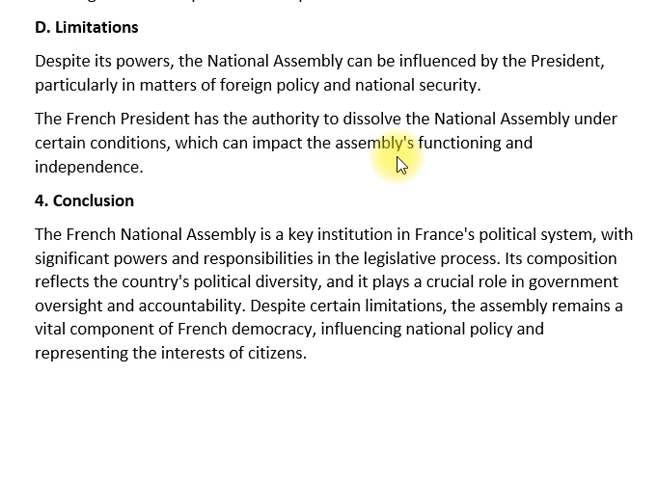 D. Limitations
Despite its powers, the National Assembly can be influenced by the President,
particularly in matters of foreign policy and national security.
The French President has the authority to dissolve the National Assembly under
certain conditions, which can impact the assembly's functioning and
independence.
4. Conclusion
The French National Assembly is a key institution in France's political system, with
significant powers and responsibilities in the legislative process. Its composition
reflects the country's political diversity, and it plays a crucial role in government
oversight and accountability. Despite certain limitations, the assembly remains a
vital component of French democracy, influencing national policy and
representing the interests of citizens.